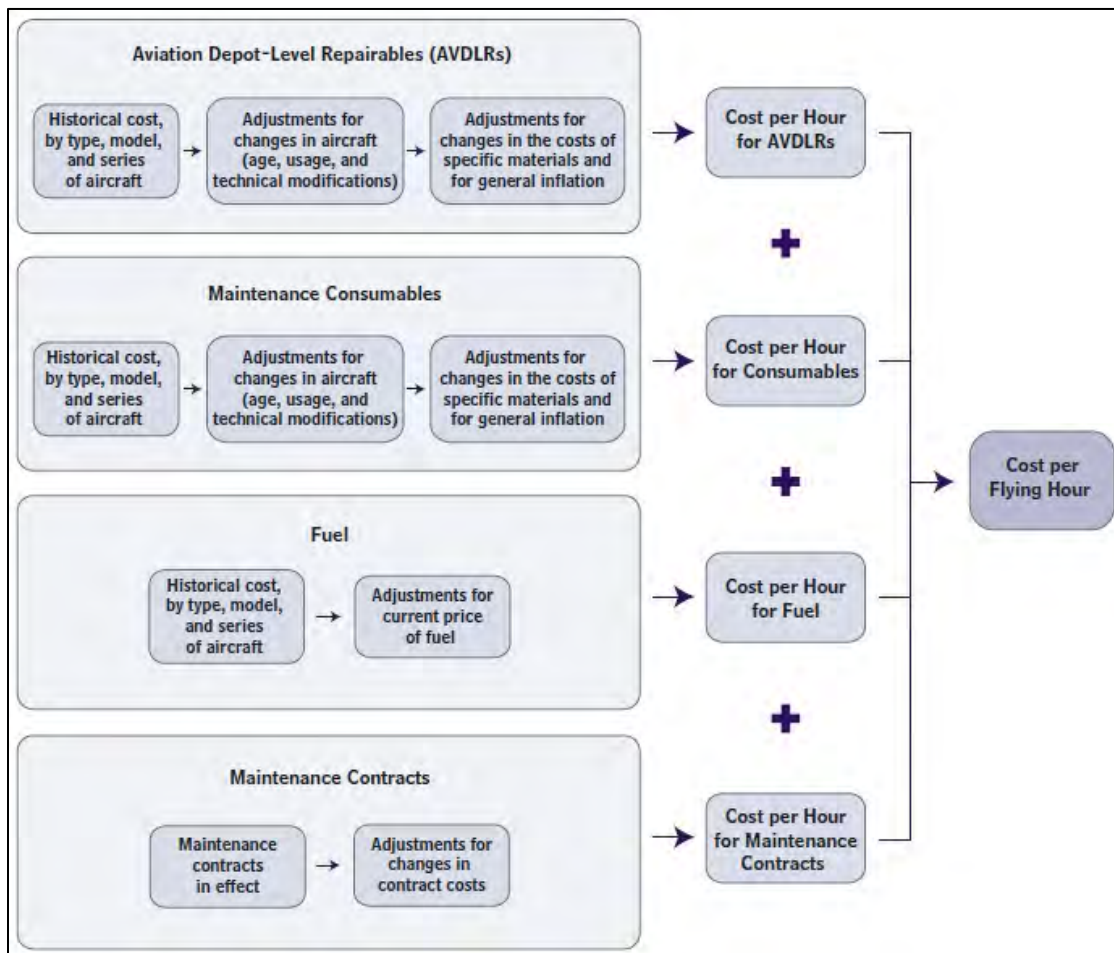 Aviation Depot-Level Repairables (AVDLRs)
Historical cost,
by type, model,
and series
of aircraft
Adjustments for
changes in aircraft
(age, usage, and
technical modifications)
Adjustments for
changes in the costs of
specific materials and
for general inflation
Cost per Hour
for AVDLRs
+
Maintenance Consumables
Historical cost,
by type, model,
and series
of aircraft
Adjustments for
changes in aircraft
(age, usage, and
technical modifications)
Adjustments for
changes in the costs of
specific materials and
for general inflation
Cost per Hour
for Consumables
+
Fuel
Historical cost,
by type, model,
and series
of aircraft
Adjustments for
current price
of fuel
Cost per Hour
for Fuel
+
Maintenance Contracts
Maintenance
contracts
in effect
Adjustments for
changes in
contract costs
Cost per Hour
for Maintenance
Contracts
Cost per
Flying Hour